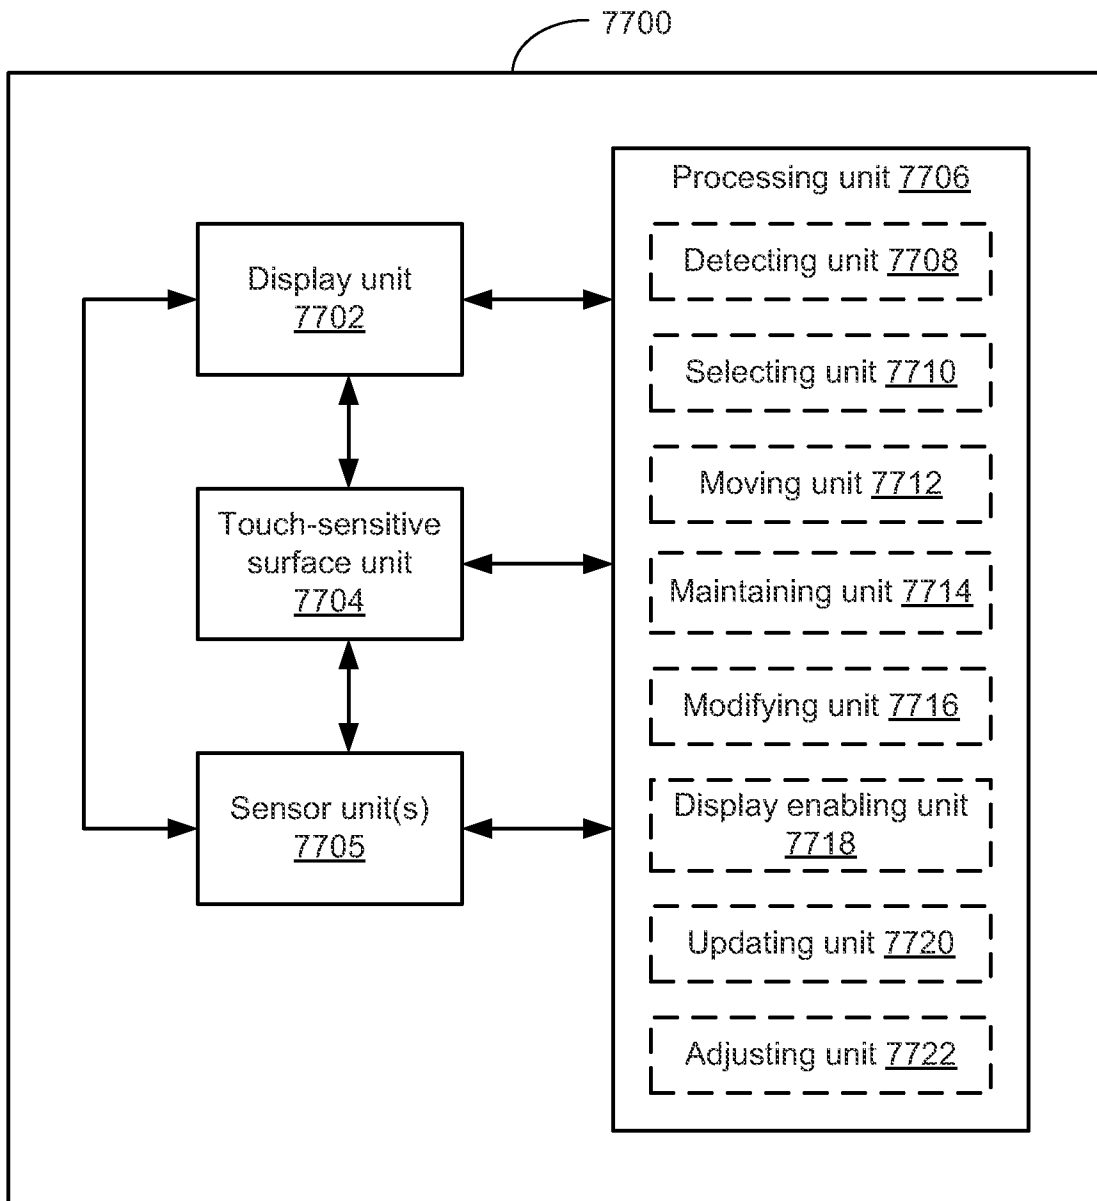 7700
Processing unit 7706
Detecting unit 7708
Display unit
7702
Selecting unit 7710
Moving unit 7712
Touch-sensitive
surface unit
7704
Maintaining unit 7714
Modifying unit 7716
Sensor unit(s)
7705
Display enabling unit
7718
Updating unit 7720
Adjusting unit 7722